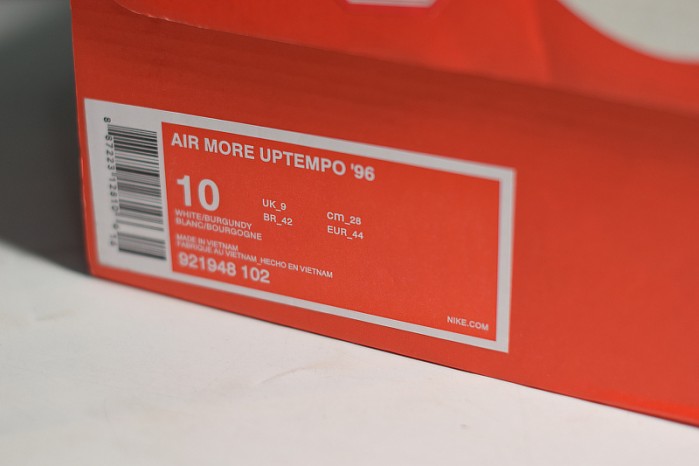 AIR MORE UPTEMPO '96
10
UK_9
BR_42
cm_28
EUR_44
WHITE/BURGUNDY
BLANC/BOURGOGNE
MADE IN VIETNAM
FABRIQUE AU VIETNAM_HECHO EN VIETNAM
921948 102
NIKE.COM